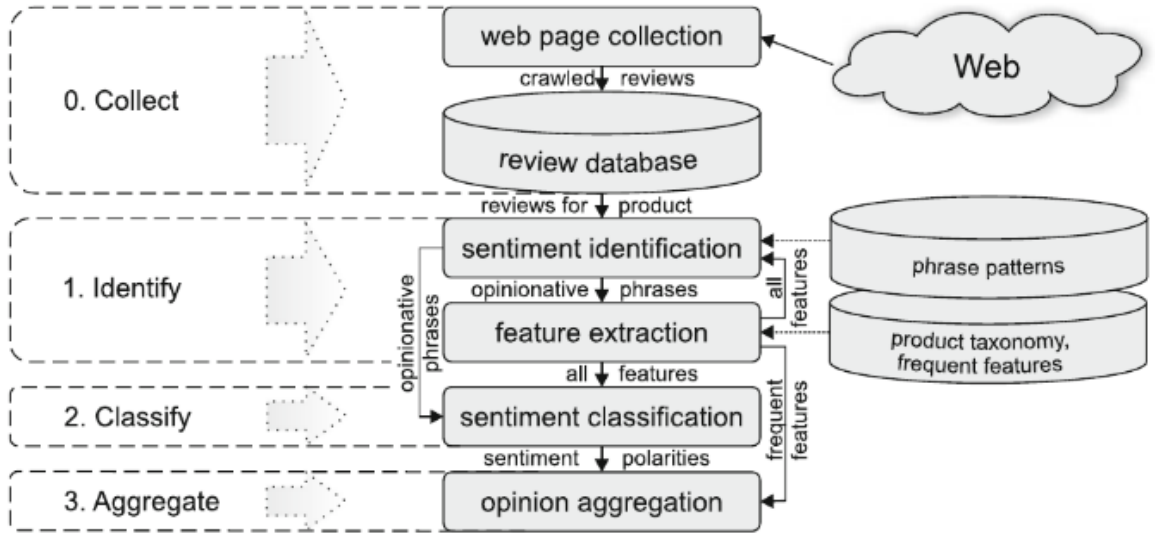 web page collection
Web
crawled reviews
0. Collect
review database
reviews for product
sentiment identification
phrase patterns
1. Identify
opinionative phrases
all
features
opinionative
phrases
feature extraction
product taxonomy,
frequent features
all features
2. Classify
sentiment classification
frequent
features
sentiment polarities
3. Aggregate
opinion aggregation